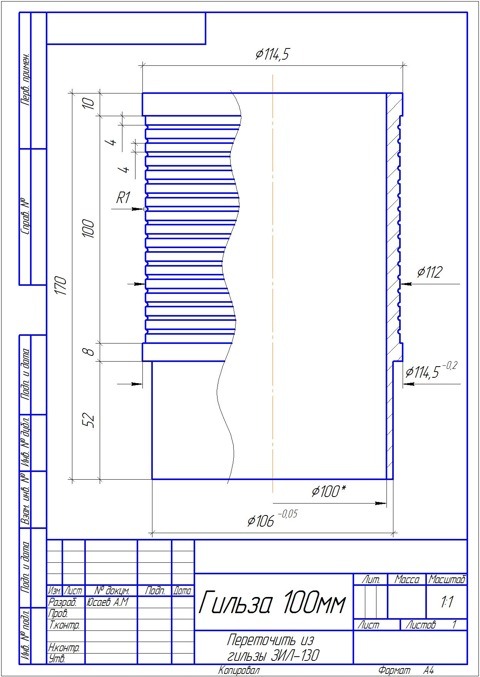 Перв. примен.
Справ. №
Подп. и дата
Инв. № дубл.
Взам. инв. №
Подп. и дата
Инв. № подл.
ϕ114,5
10
4
4
R1
100
170
ϕ112
8
ϕ114,5 -0,2
52
ϕ100*
ϕ106 -0,05
Изм. Лист № докум. Подп. Дата
Разраб. Юсаев А.М
Пров.
Т.контр.
Н.контр.
Утв.
Гильза 100мм
Переточить из
гильзы ЗИЛ-130
Лит. Масса Масштаб
1:1
Лист Листов 1
Копировал Формат А4